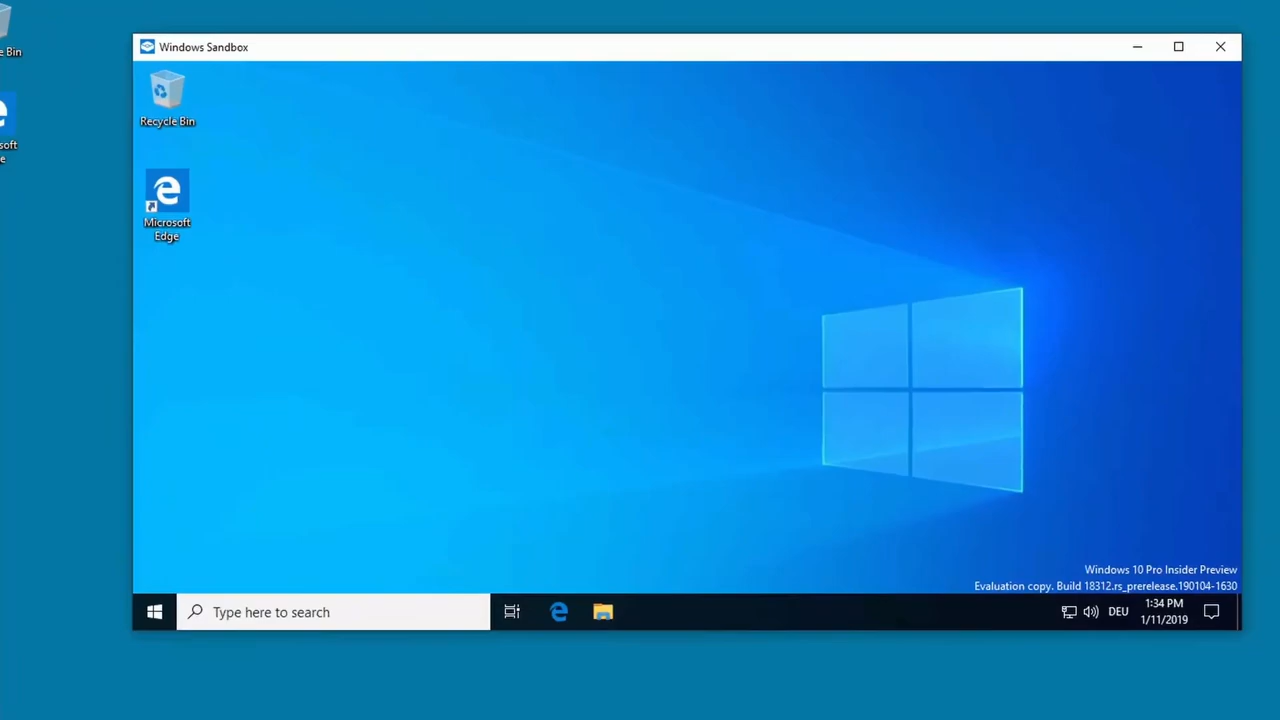 e Bin
soft
e
Windows Sandbox
Recycle Bin
Microsoft
Edge
Windows 10 Pro Insider Preview
Evaluation copy. Build 18312.rs_prerelease.190104-1630
Type here to search
DEU
1:34 PM
1/11/2019